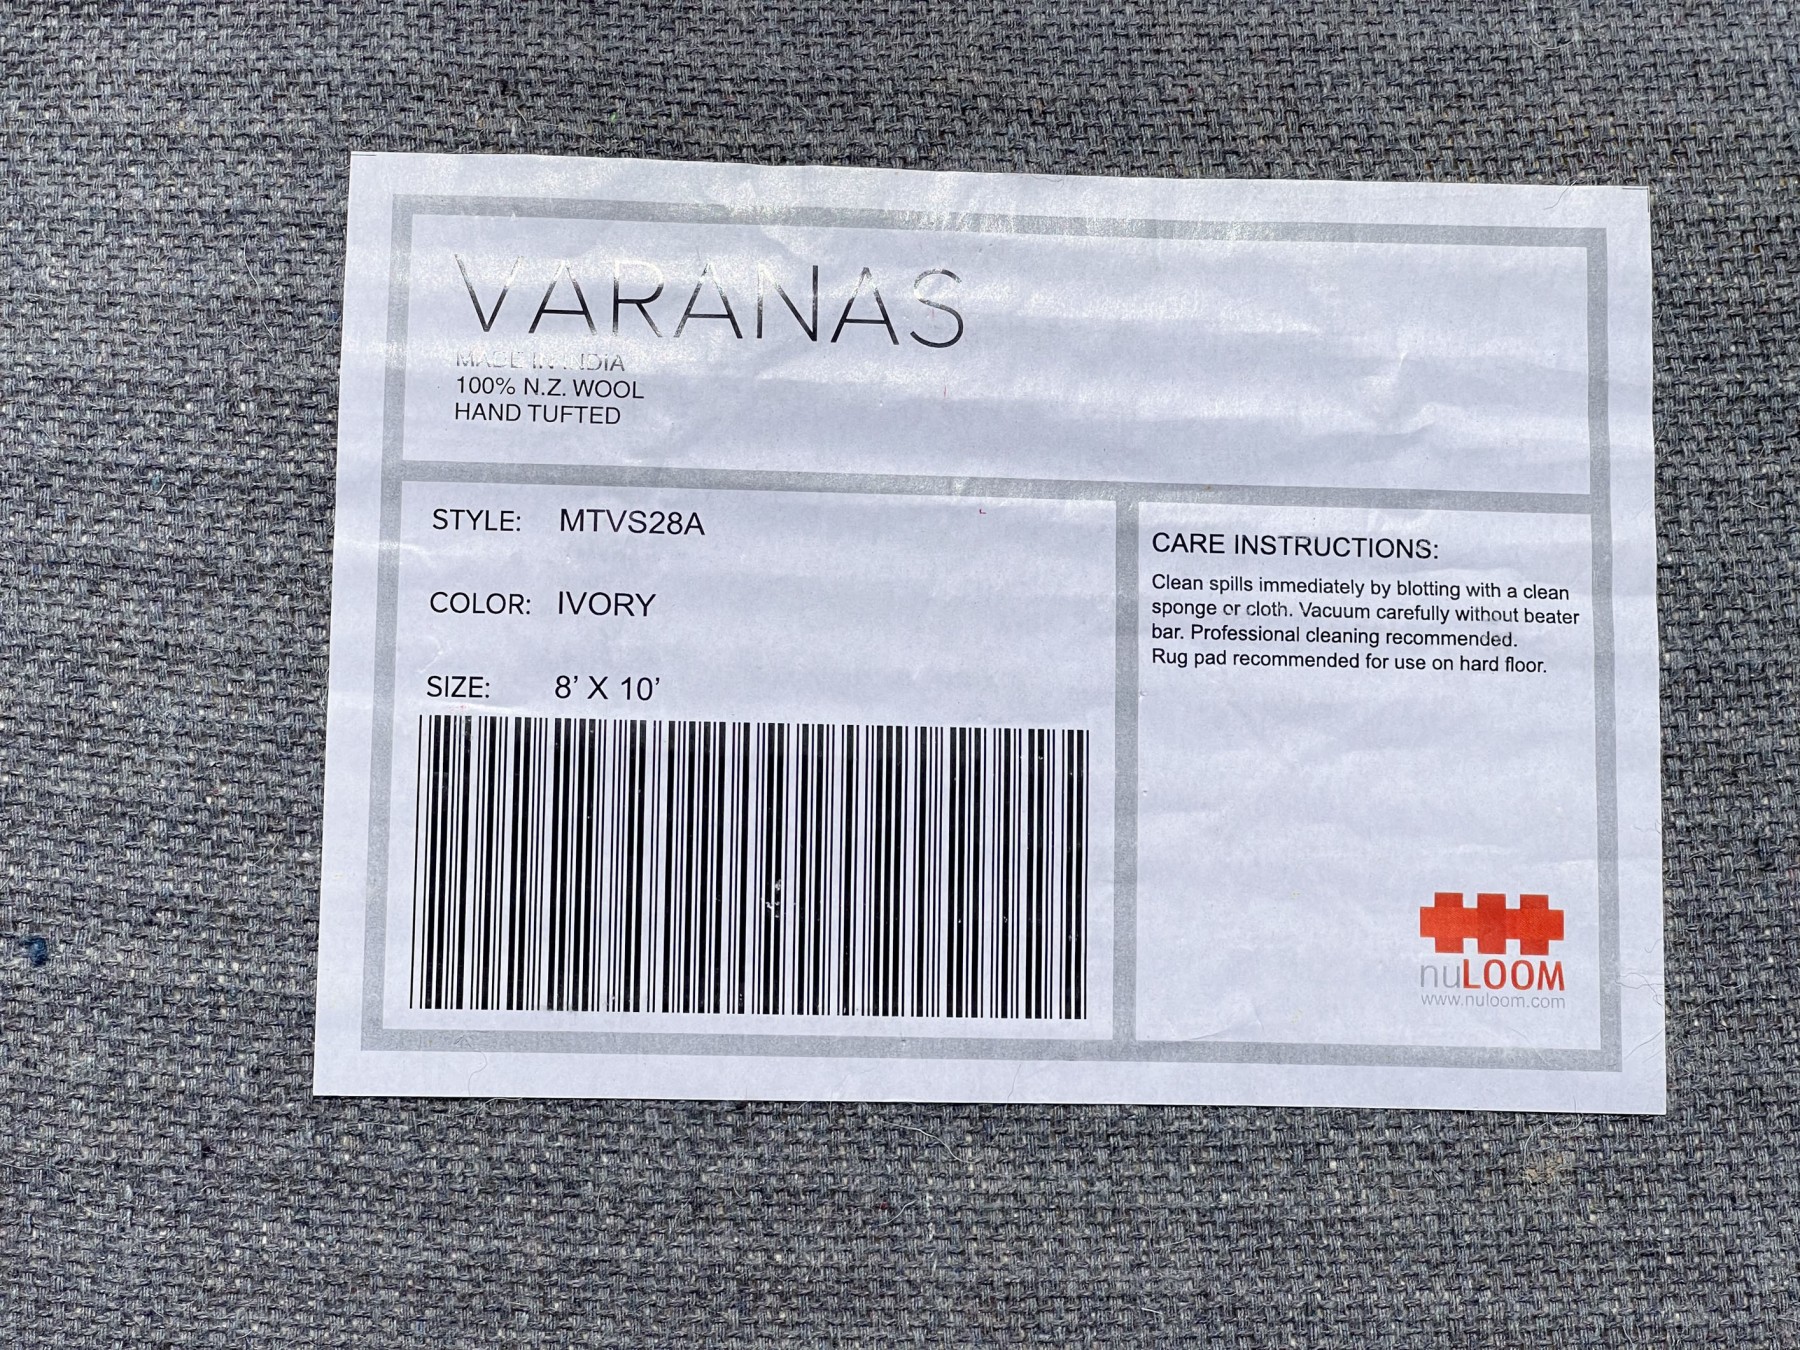 VARANAS
MADE IN INDIA
100% N.Z. WOOL
HAND TUFTED
STYLE: MTVS28A
COLOR: IVORY
SIZE: 8' X 10'
CARE INSTRUCTIONS:
Clean spills immediately by blotting with a clean
sponge or cloth. Vacuum carefully without beater
bar. Professional cleaning recommended.
Rug pad recommended for use on hard floor.
nuLOOM
www.nuloom.com